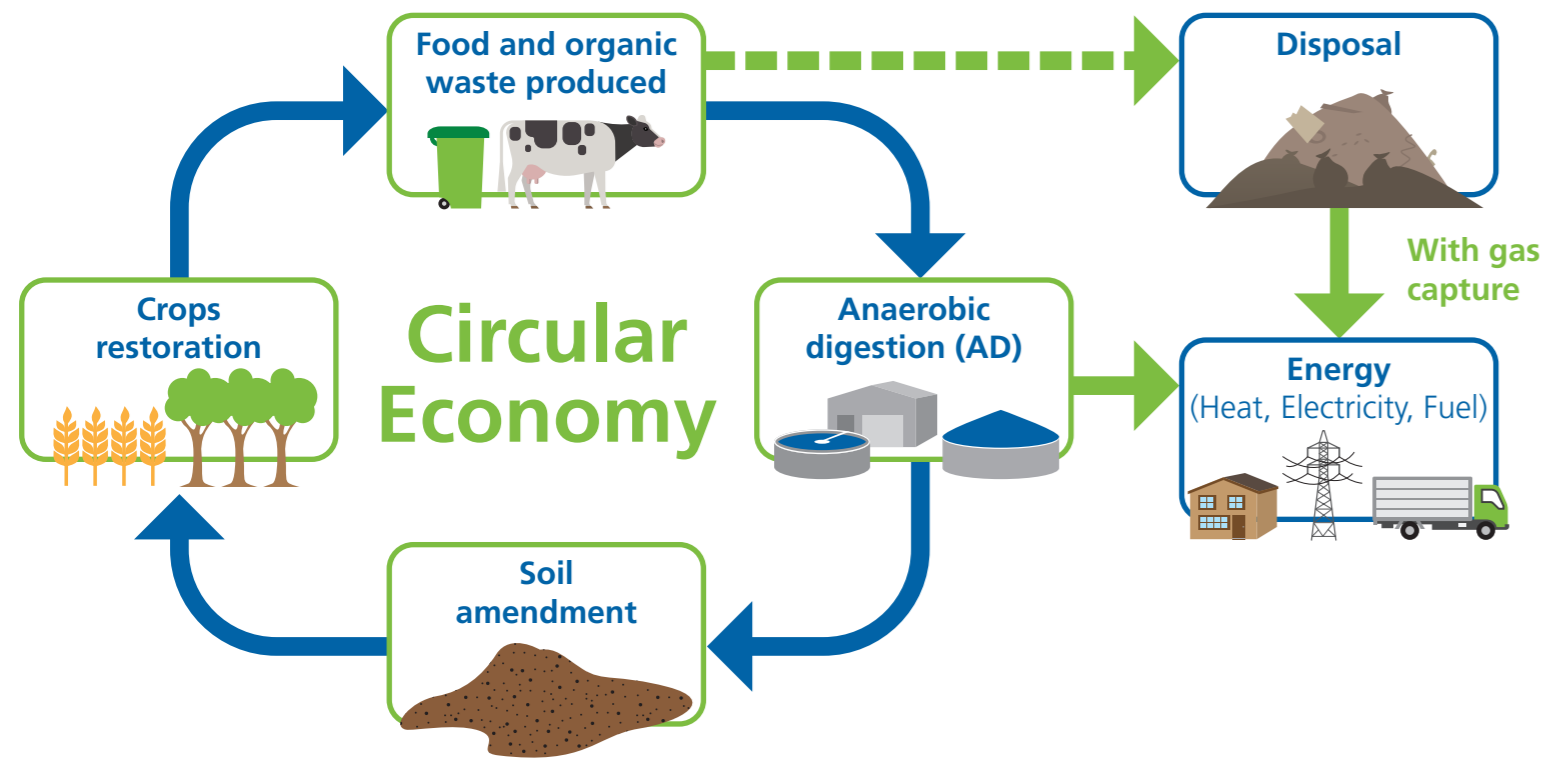 Food and organic
waste produced
Disposal
With gas
capture
Crops
restoration
Circular
Economy
Anaerobic
digestion (AD)
Energy
(Heat, Electricity, Fuel)
Soil
amendment